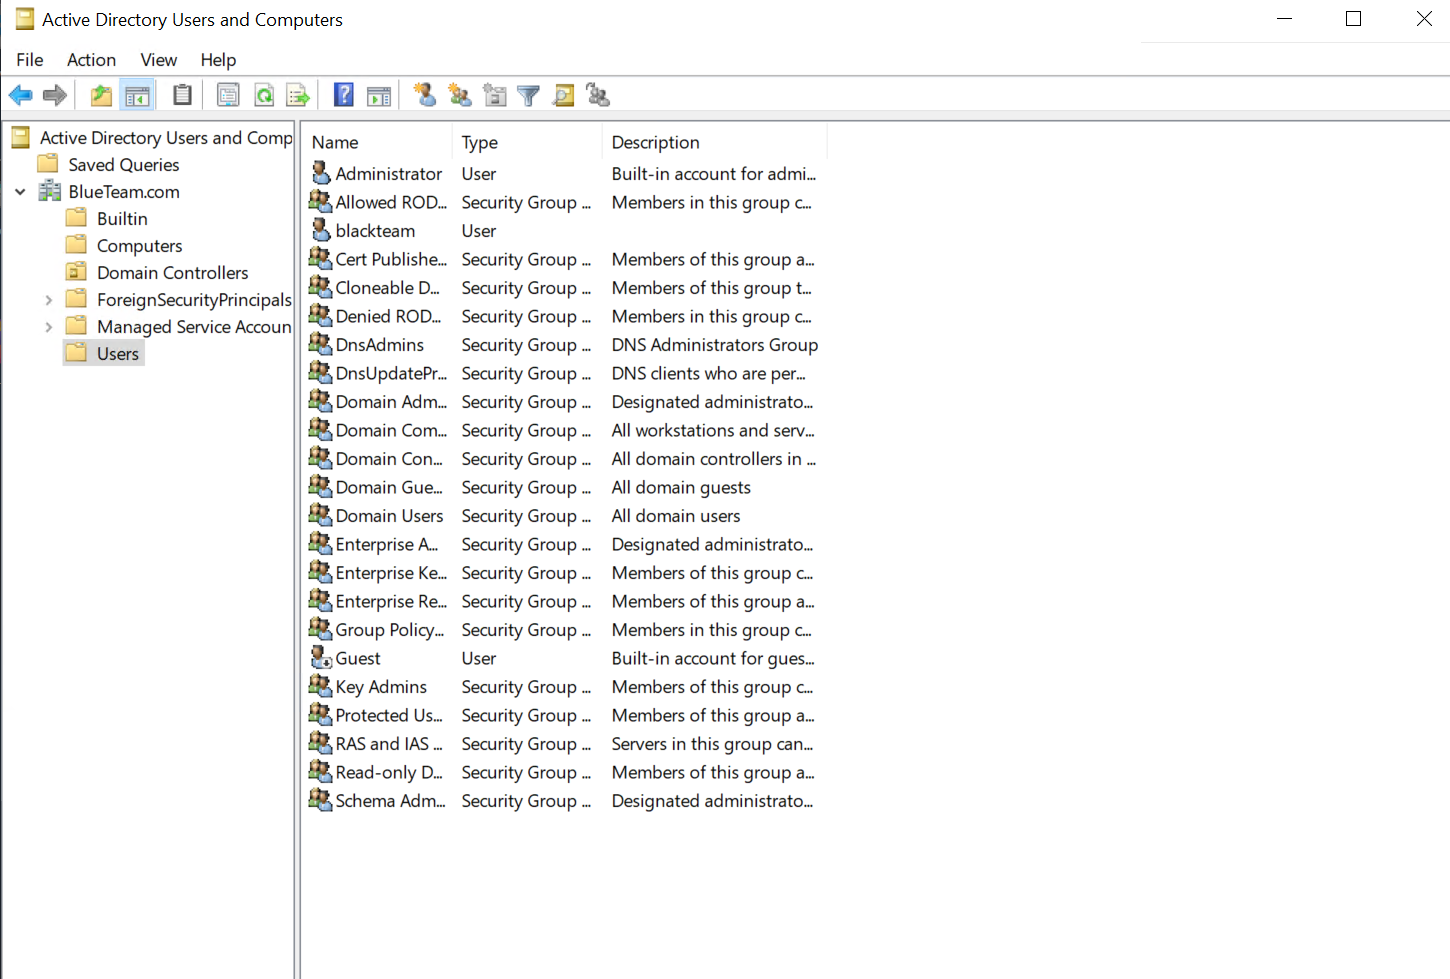 Active Directory Users and Computers
File Action View Help
Active Directory Users and Comp
Saved Queries
BlueTeam.com
Builtin
Computers
Domain Controllers
ForeignSecurityPrincipals
Managed Service Accoun
Users
Name Type Description
Administrator User Built-in account for admi...
Allowed ROD... Security Group ... Members in this group c...
blackteam User
Cert Publishe... Security Group ... Members of this group a...
Cloneable D... Security Group ... Members of this group t...
Denied ROD... Security Group ... Members in this group c...
DnsAdmins Security Group ... DNS Administrators Group
DnsUpdatePr... Security Group ... DNS clients who are per...
Domain Adm... Security Group ... Designated administrato...
Domain Com... Security Group ... All workstations and serv...
Domain Con... Security Group ... All domain controllers in ...
Domain Gue... Security Group ... All domain guests
Domain Users Security Group ... All domain users
Enterprise A... Security Group ... Designated administrato...
Enterprise Ke... Security Group ... Members of this group c...
Enterprise Re... Security Group ... Members of this group a...
Group Policy... Security Group ... Members in this group c...
Guest User Built-in account for gues...
Key Admins Security Group ... Members of this group c...
Protected Us... Security Group ... Members of this group a...
RAS and IAS ... Security Group ... Servers in this group can...
Read-only D... Security Group ... Members of this group a...
Schema Adm... Security Group ... Designated administrato...